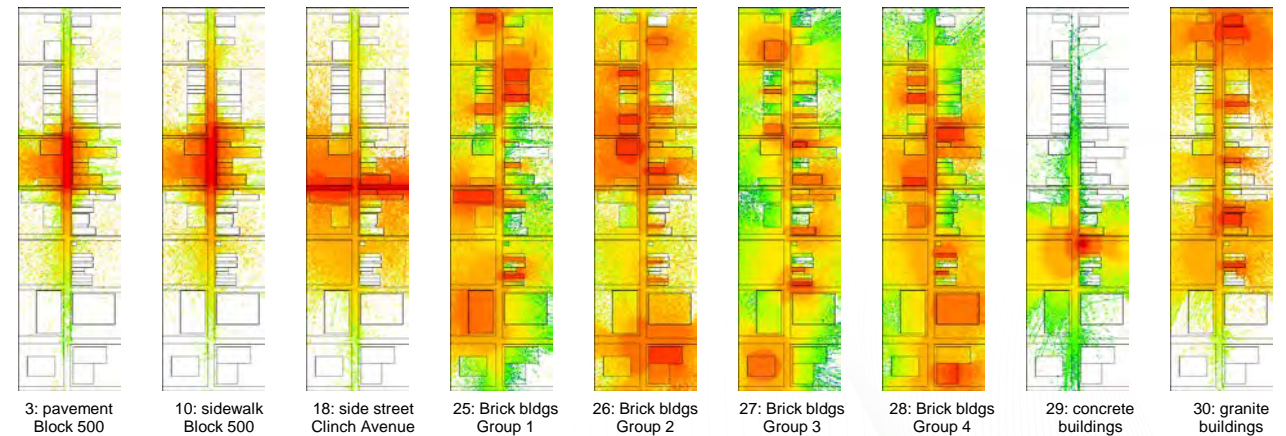 3: pavement
Block 500
10: sidewalk
Block 500
18: side street
Clinch Avenue
25: Brick bldgs
Group 1
26: Brick bldgs
Group 2
27: Brick bldgs
Group 3
28: Brick bldgs
Group 4
29: concrete
buildings
30: granite
buildings